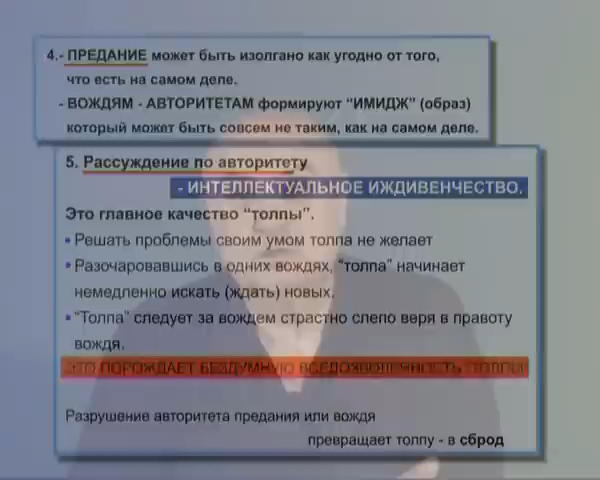 4.- ПРЕДАНИЕ может быть изолгано как угодно от того,
что есть на самом деле.
- ВОЖДЯМ - АВТОРИТЕТАМ формируют "ИМИДЖ" (образ)
который может быть совсем не таким, как на самом деле.
5. Рассуждение по авторитету
- ИНТЕЛЛЕКТУАЛЬНОЕ ИЖДИВЕНЧЕСТВО.
Это главное качество "толпы".
▪ Решать проблемы своим умом толпа не желает
▪ Разочаровавшись в одних вождях, "толпа" начинает
немедленно искать (ждать) новых.
▪ "Толпа" следует за вождем страстно слепо веря в правоту
вождя.
ЭТО ПОРОЖДАЕТ БЕЗДУМНУЮ ВСЕДОЗВОЛЕННОСТЬ ТОЛПЫ
Разрушение авторитета предания или вождя
превращает толпу - в сброд